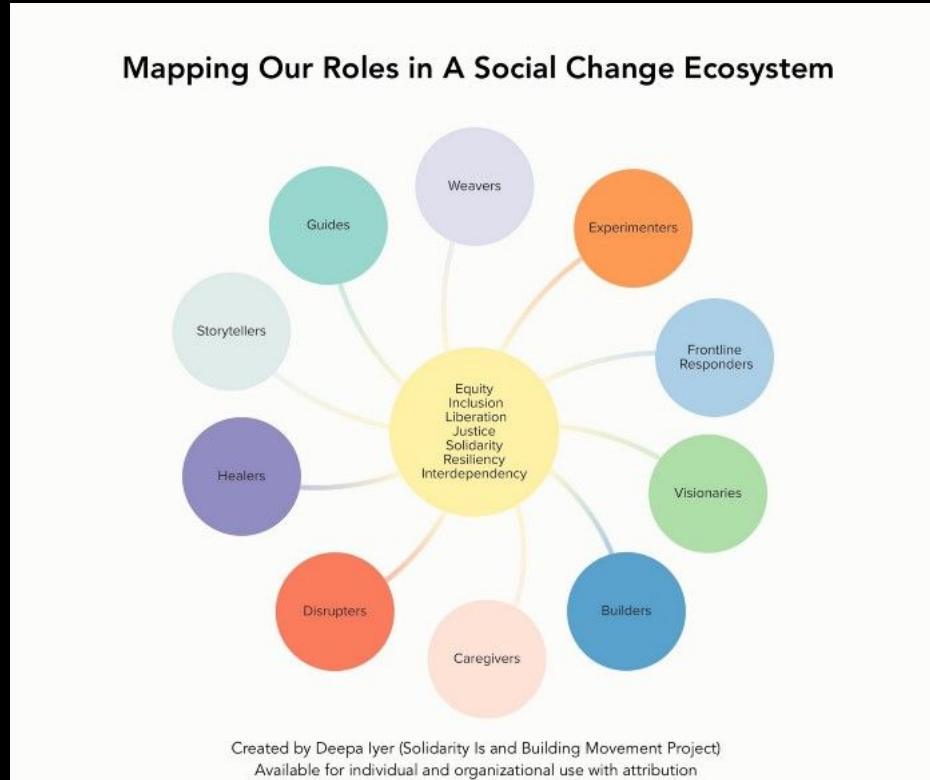 Mapping Our Roles in A Social Change Ecosystem
Weavers
Guides
Experimenters
Storytellers
Frontline
Responders
Equity
Inclusion
Liberation
Justice
Solidarity
Resiliency
Interdependency
Healers
Visionaries
Disrupters
Builders
Caregivers
Created by Deepa Iyer (Solidarity Is and Building Movement Project)
Available for individual and organizational use with attribution